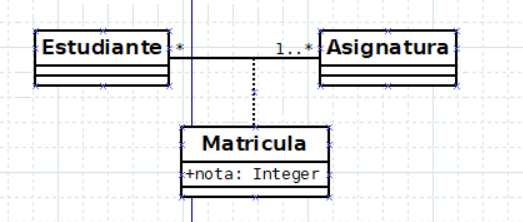 Estudiante * 1..* Asignatura
Matricula
+nota: Integer